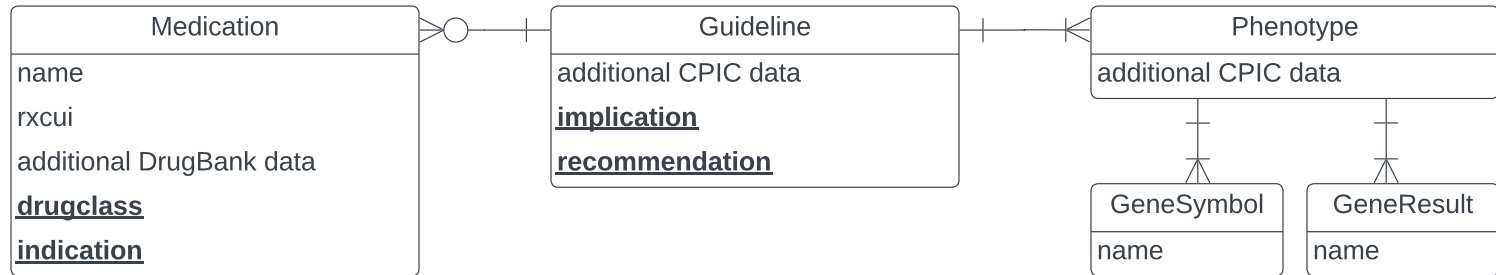 Medication
name
rxcui
additional DrugBank data
drugclass
indication
Guideline
additional CPIC data
implication
recommendation
Phenotype
additional CPIC data
GeneSymbol
name
GeneResult
name